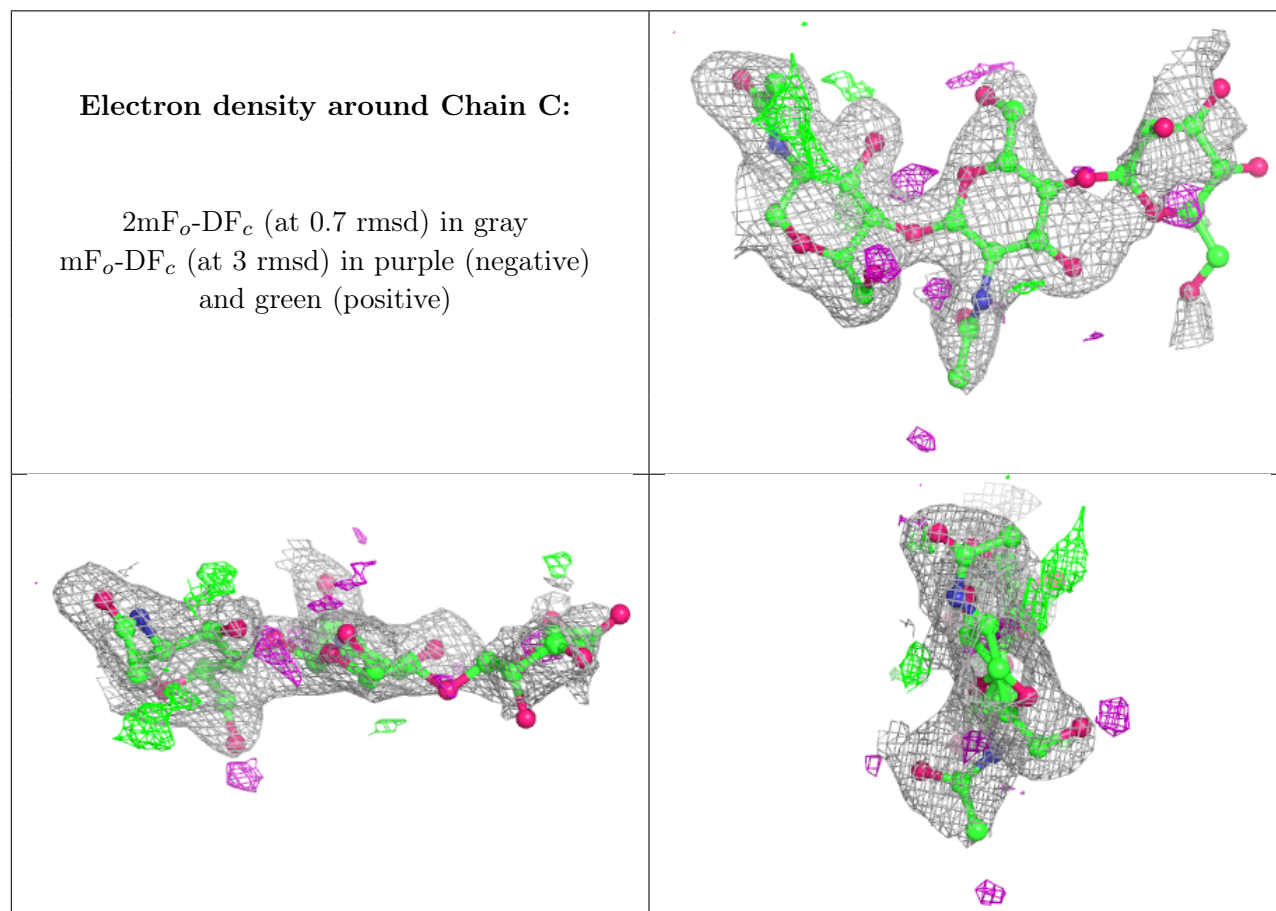 Electron density around Chain C:
2mFo-DFc (at 0.7 rmsd) in gray
mFo-DFc (at 3 rmsd) in purple (negative)
and green (positive)